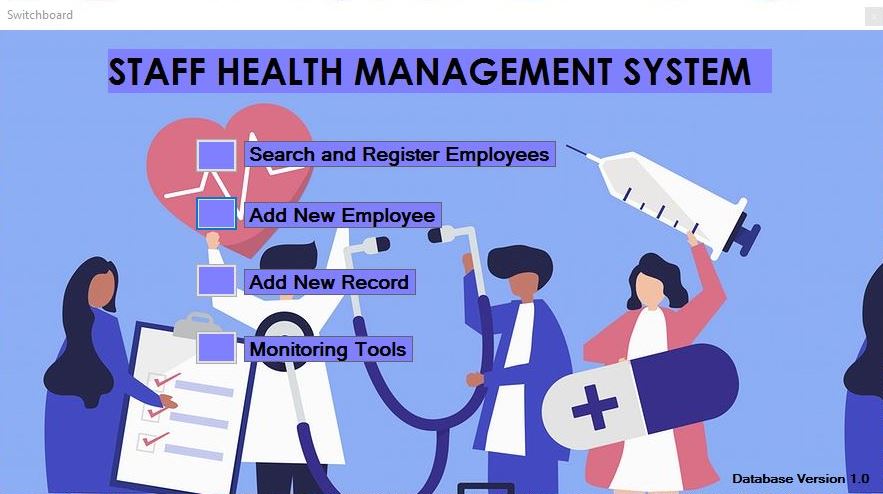 Switchboard
STAFF HEALTH MANAGEMENT SYSTEM
Search and Register Employees
Add New Employee
Add New Record
Monitoring Tools
Database Version 1.0